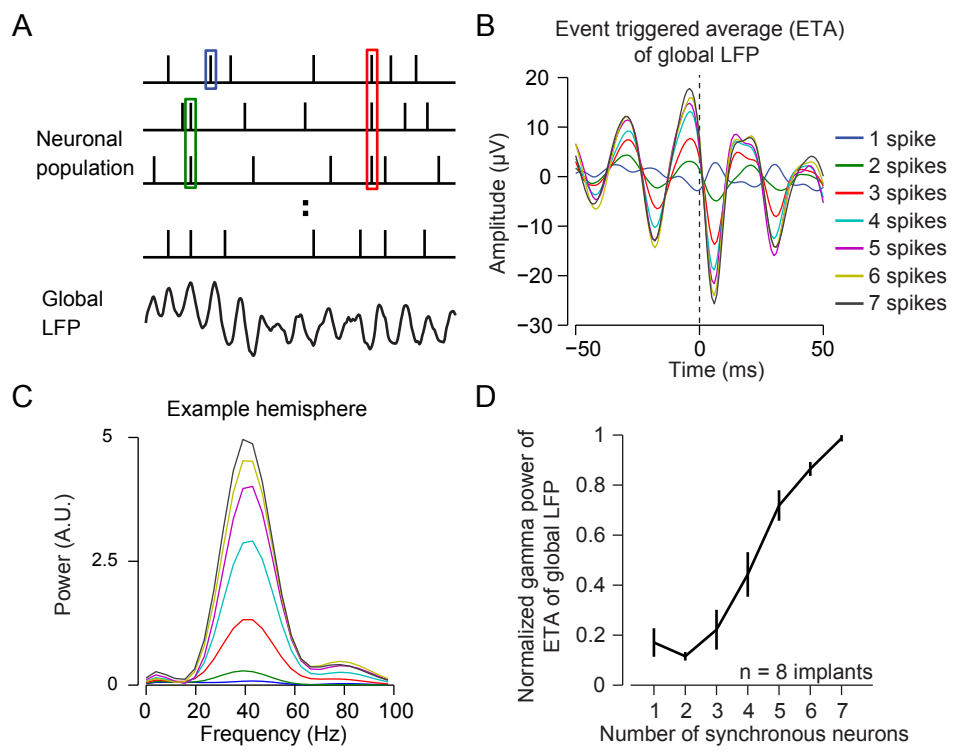 A
Neuronal
population
Global
LFP
B
Event triggered average (ETA)
of global LFP
Amplitude (µV)
20
10
0
−10
−20
−30
−50
0
50
Time (ms)
1 spike
2 spikes
3 spikes
4 spikes
5 spikes
6 spikes
7 spikes
C
Example hemisphere
Power (A.U.)
5
2.5
0
0 20 40 60 80 100
Frequency (Hz)
D
Normalized gamma power of
ETA of global LFP
1
0.8
0.6
0.4
0.2
0
n = 8 implants
1 2 3 4 5 6 7
Number of synchronous neurons